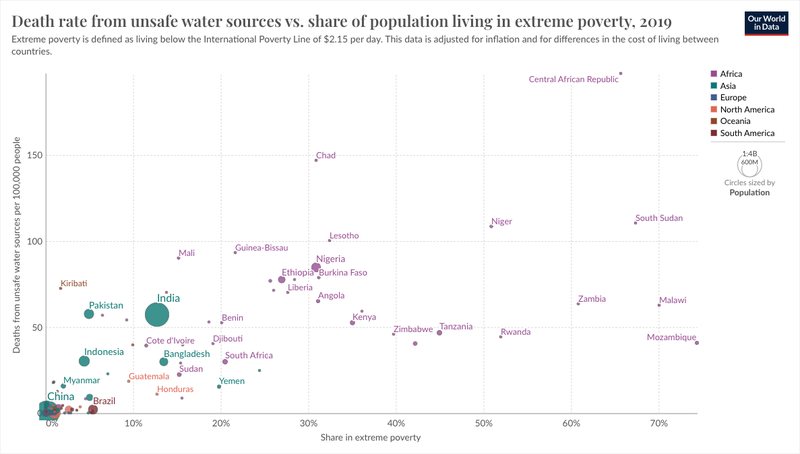 Death rate from unsafe water sources vs. share of population living in extreme poverty, 2019
Our World
in Data
Extreme poverty is defined as living below the International Poverty Line of $2.15 per day. This data is adjusted for inflation and for differences in the cost of living between
countries.
Central African Republic
Africa
Asia
Europe
North America
Oceania
South America
1:4B
600M
Circles sized by
Population
Deaths from unsafe water sources per 100,000 people
150
Chad
South Sudan
Niger
100
Lesotho
Guinea-Bissau
Mali
Nigeria
Ethiopia
Burkina Faso
Kiribati
Liberia
India
Angola
Zambia
Malawi
Pakistan
Benin
Kenya
50
Zimbabwe
Tanzania
Rwanda
Mozambique
Cote d'Ivoire
Djibouti
Indonesia
Bangladesh
South Africa
Sudan
Myanmar
Guatemala
Yemen
Honduras
China
Brazil
0
0%
10%
20%
30%
40%
50%
60%
70%
Share in extreme poverty